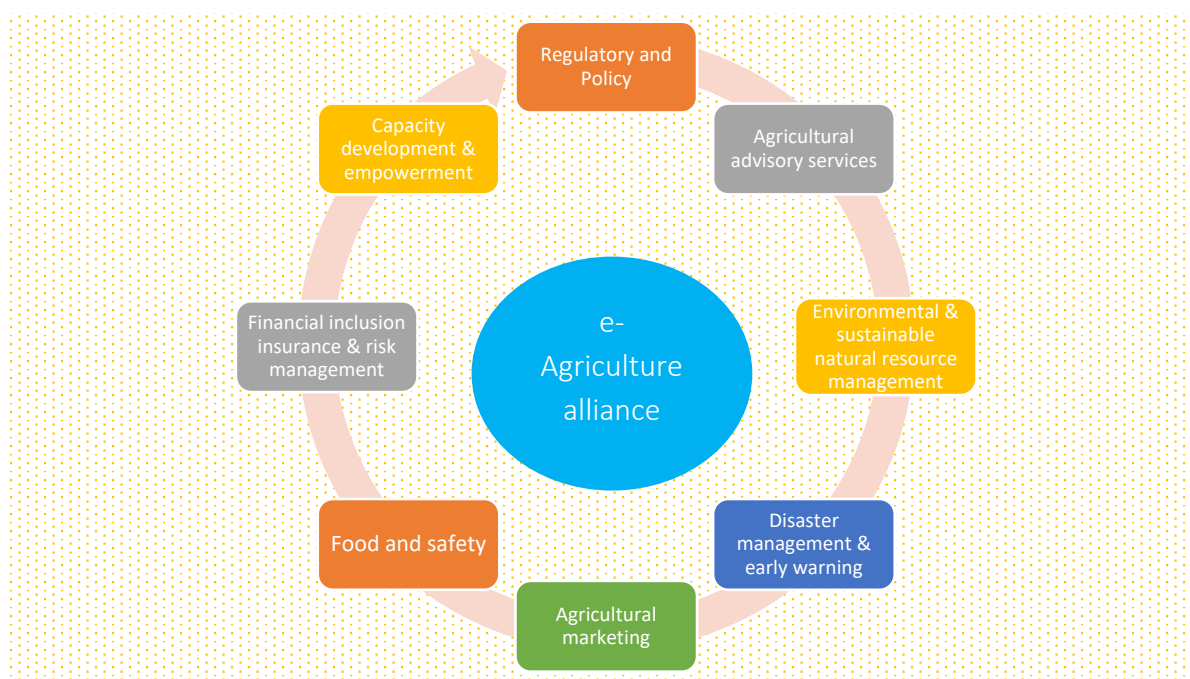 Regulatory and
Policy
Agricultural
advisory services
Environmental &
sustainable
natural resource
management
Disaster
management &
early warning
Agricultural
marketing
Food and safety
Financial inclusion
insurance & risk
management
Capacity
development &
empowerment
e-
Agriculture
alliance